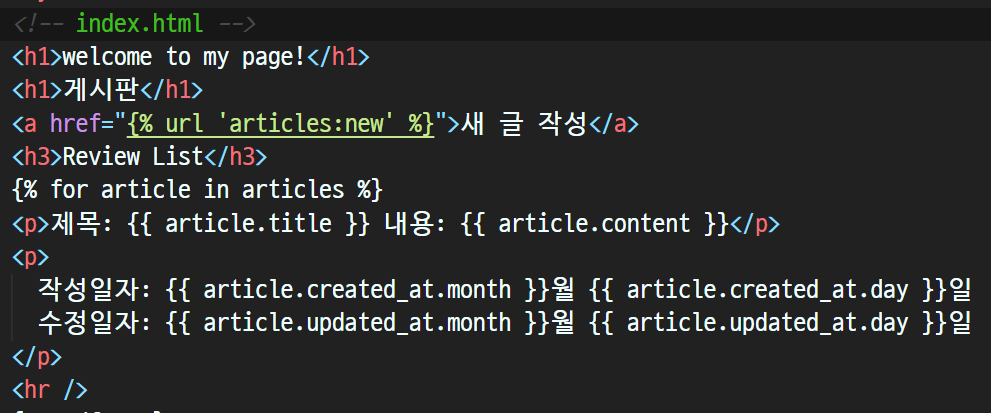 <!-- index.html -->
<h1>welcome to my page!</h1>
<h1>게시판</h1>
<a href="{% url 'articles:new' %}">새 글 작성</a>
<h3>Review List</h3>
{% for article in articles %}
<p>제목: {{ article.title }} 내용: {{ article.content }}</p>
<p>
작성일자: {{ article.created_at.month }}월 {{ article.created_at.day }}일
수정일자: {{ article.updated_at.month }}월 {{ article.updated_at.day }}일
</p>
<hr />